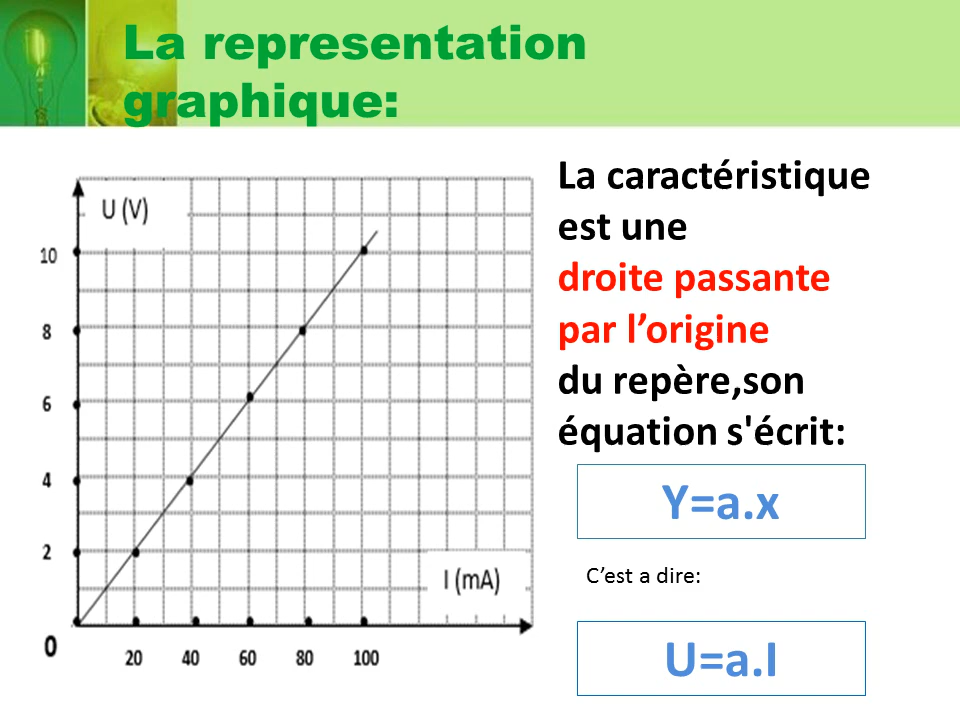 La representation
graphique:
La caractéristique
est une
droite passante
par l’origine
du repère,son
équation s'écrit:
Y=a.x
C’est a dire:
U=a.I
U (V)
10
8
6
4
2
0
I (mA)
20 40 60 80 100